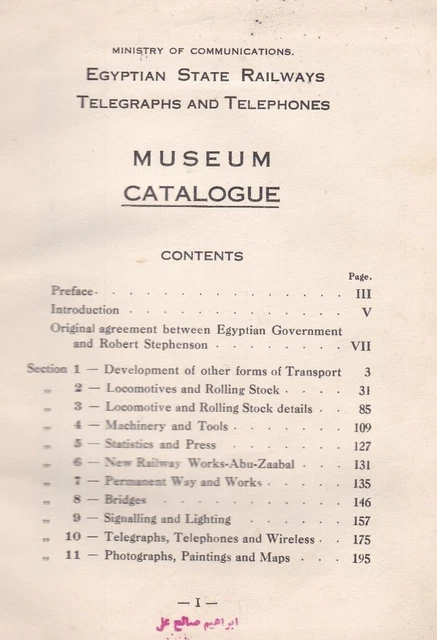 MINISTRY OF COMMUNICATIONS.
EGYPTIAN STATE RAILWAYS
TELEGRAPHS AND TELEPHONES
MUSEUM
CATALOGUE
CONTENTS
Page.
Preface . . . . . . . . . . . . . . III
Introduction . . . . . . . . . . . . V
Original agreement between Egyptian Government
and Robert Stephenson . . . . . . . VII
Section 1 — Development of other forms of Transport 3
„ 2 — Locomotives and Rolling Stock . . . . 31
„ 3 — Locomotive and Rolling Stock details . . 85
„ 4 — Machinery and Tools . . . . . . . 109
„ 5 — Statistics and Press . . . . . . . 127
„ 6 — New Railway Works-Abu-Zaabal . . . . 131
„ 7 — Permanent Way and Works . . . . . 135
„ 8 — Bridges . . . . . . . . . . 146
„ 9 — Signalling and Lighting . . . . . . 157
„ 10 — Telegraphs, Telephones and Wireless . . 175
„ 11 — Photographs, Paintings and Maps . . . 195
— I —
ابراهيم صالح على